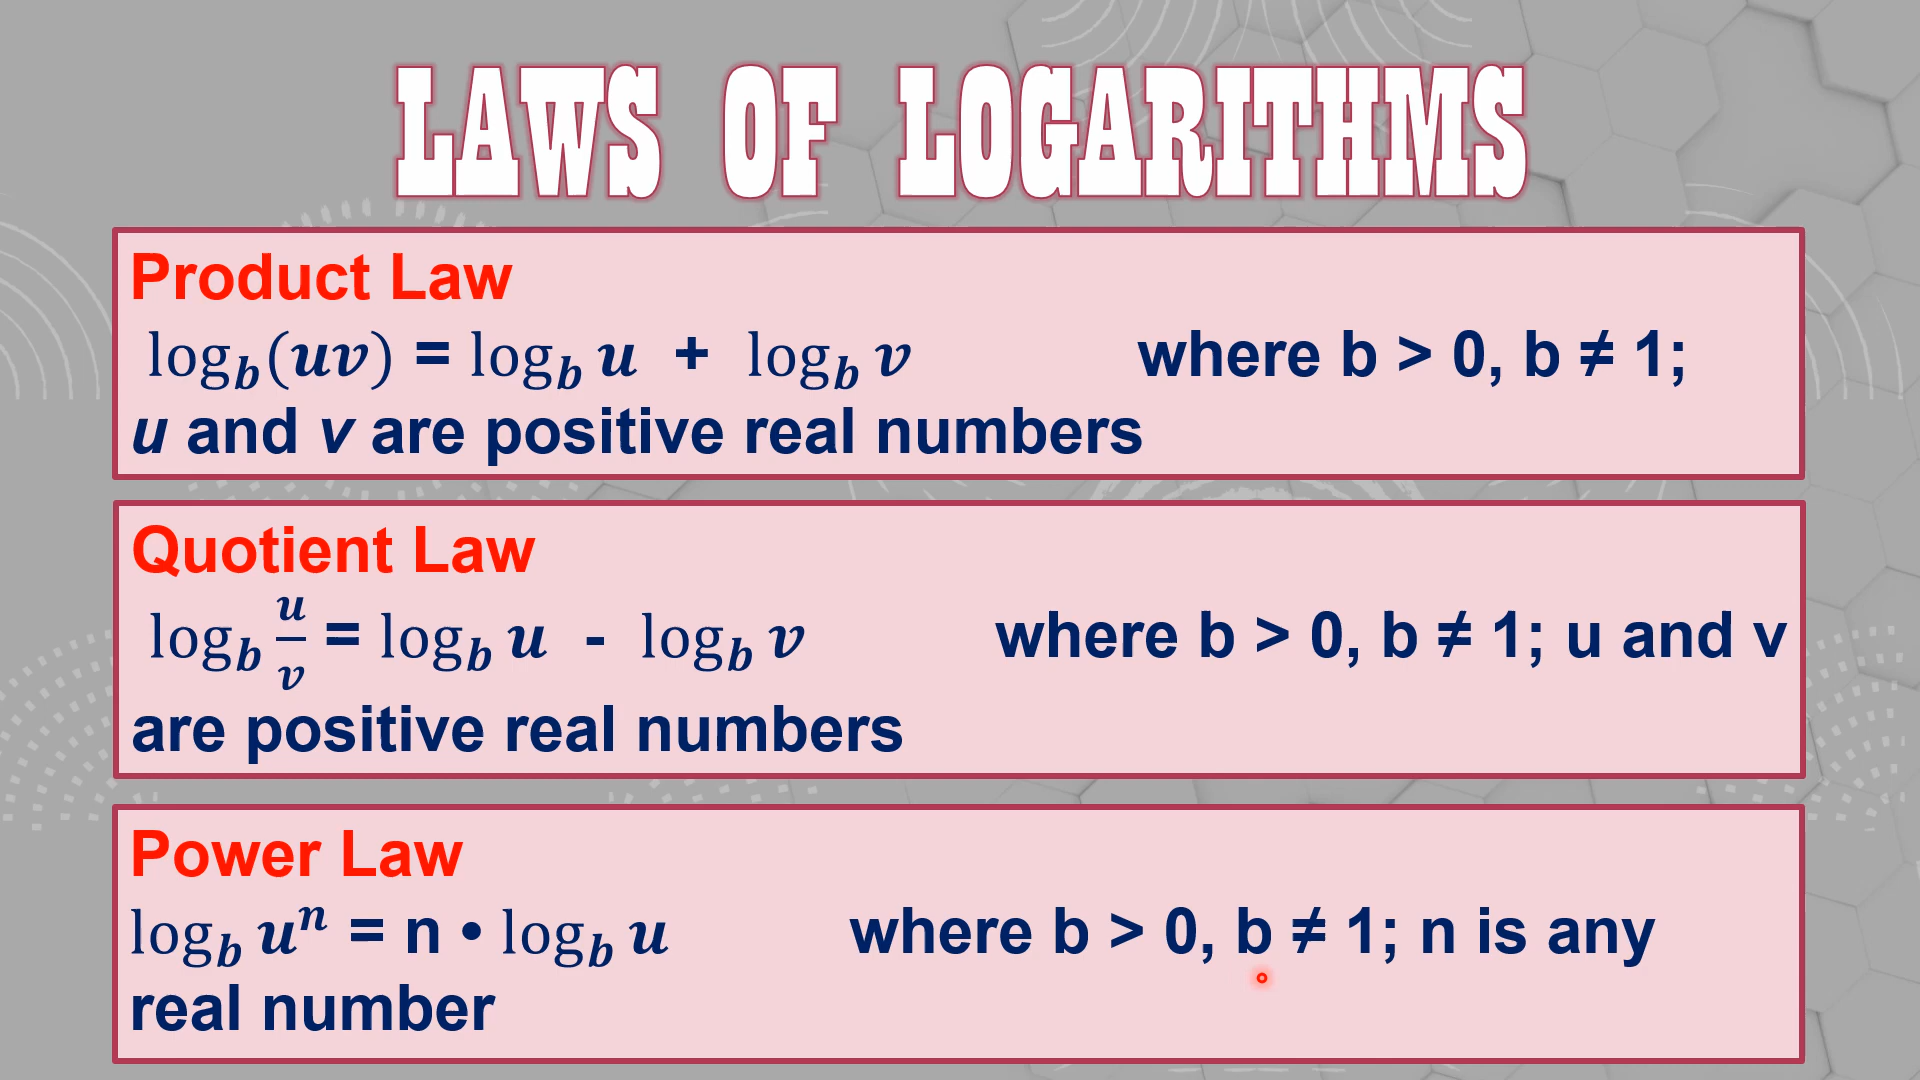 LAWS OF LOGARITHMS
Product Law
log_b(uv) = log_b u + log_b v where b > 0, b ≠ 1;
u and v are positive real numbers
Quotient Law
log_b u/v = log_b u - log_b v where b > 0, b ≠ 1; u and v
are positive real numbers
Power Law
log_b u^n = n • log_b u where b > 0, b ≠ 1; n is any
real number